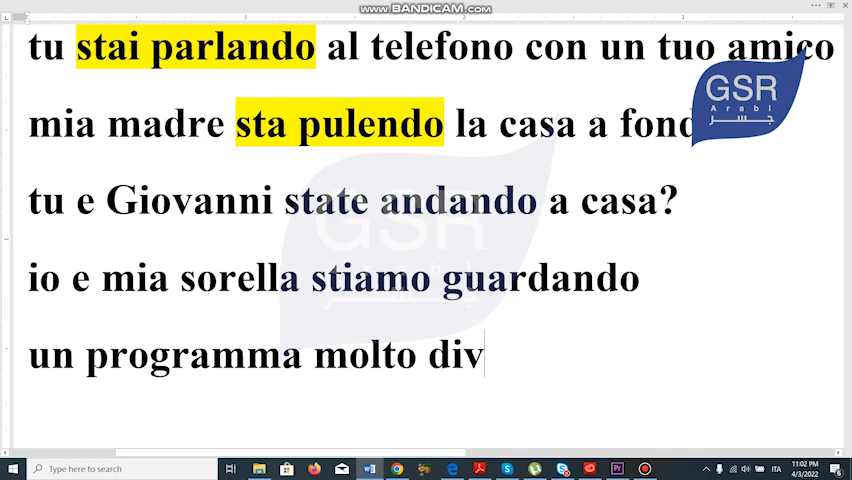 www.BANDICAM.com
tu stai parlando al telefono con un tuo amico
mia madre sta pulendo la casa a fond
tu e Giovanni state andando a casa?
io e mia sorella stiamo guardando
un programma molto div
GSR
Arabi
جسر
GSR
Type here to search
ITA
11:02 PM
4/3/2022